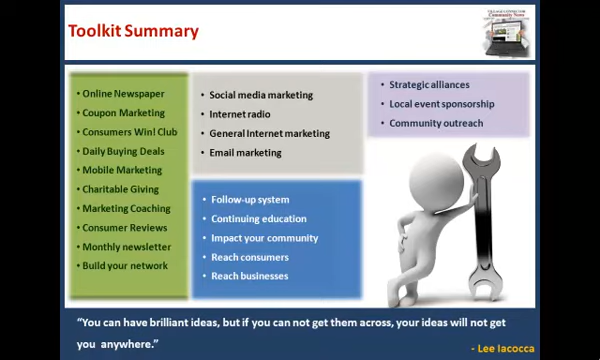 Toolkit Summary
Community News
• Online Newspaper
• Coupon Marketing
• Consumers Win! Club
• Daily Buying Deals
• Mobile Marketing
• Charitable Giving
• Marketing Coaching
• Consumer Reviews
• Monthly newsletter
• Build your network
• Social media marketing
• Internet radio
• General Internet marketing
• Email marketing
• Follow-up system
• Continuing education
• Impact your community
• Reach consumers
• Reach businesses
• Strategic alliances
• Local event sponsorship
• Community outreach
“You can have brilliant ideas, but if you can not get them across, your ideas will not get
you anywhere.”
- Lee Iacocca